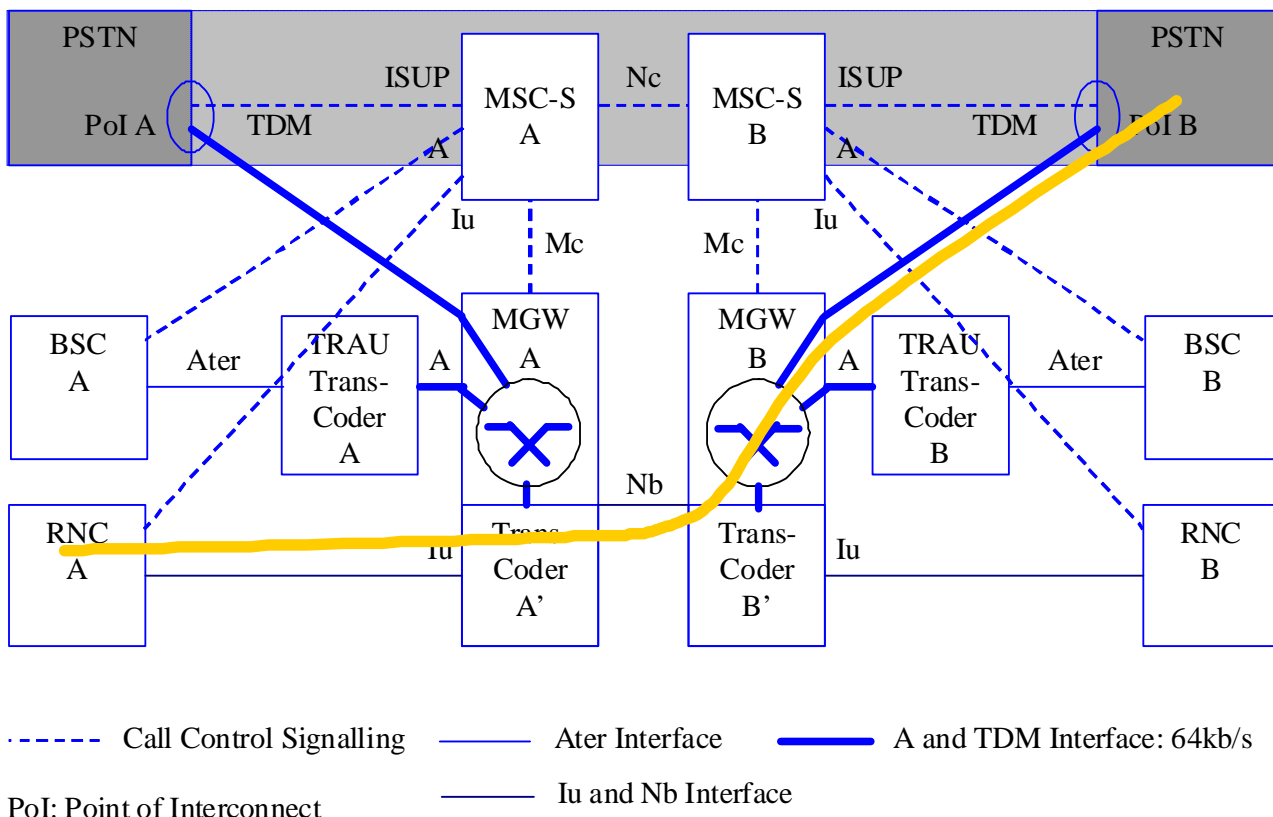 PSTN
PSTN
ISUP
Nc
ISUP
MSC-S
A
MSC-S
B
PoI A
TDM
TDM
PoI B
A
A
Iu
Iu
Mc
Mc
MGW
A
MGW
B
BSC
A
Ater
TRAU
Trans-
Coder
A
A
A
TRAU
Trans-
Coder
B
Ater
BSC
B
Nb
RNC
A
Iu
Trans-
Coder
A’
Trans-
Coder
B’
Iu
RNC
B
Call Control Signalling
Ater Interface
A and TDM Interface: 64kb/s
PoI: Point of Interconnect
Iu and Nb Interface